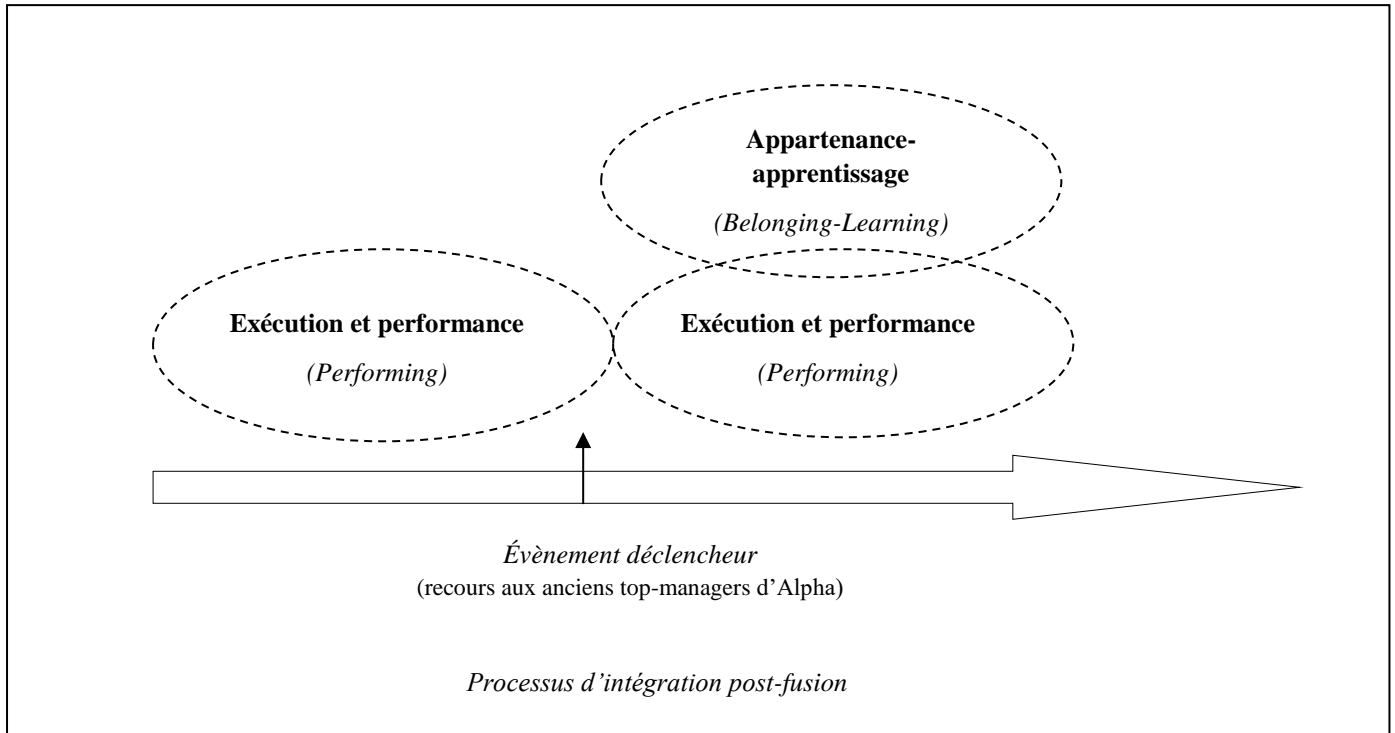 Appartenance-
apprentissage
(Belonging-Learning)
Exécution et performance
(Performing)
Exécution et performance
(Performing)
Évènement déclencheur
(recours aux anciens top-managers d’Alpha)
Processus d’intégration post-fusion